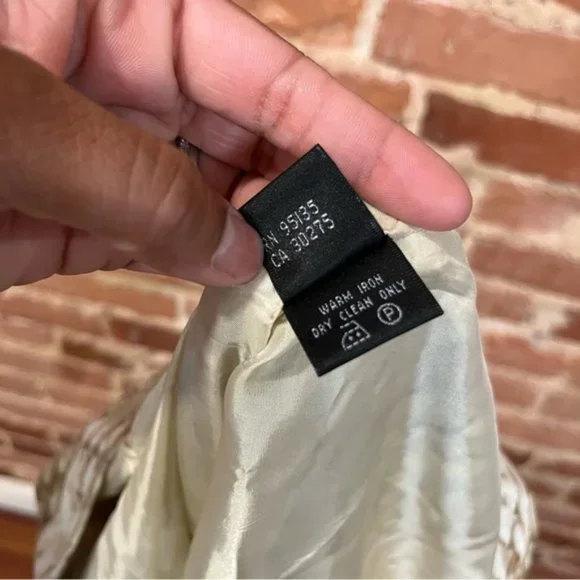 RN 95135
CA 30275
WARM IRON
DRY CLEAN ONLY
P